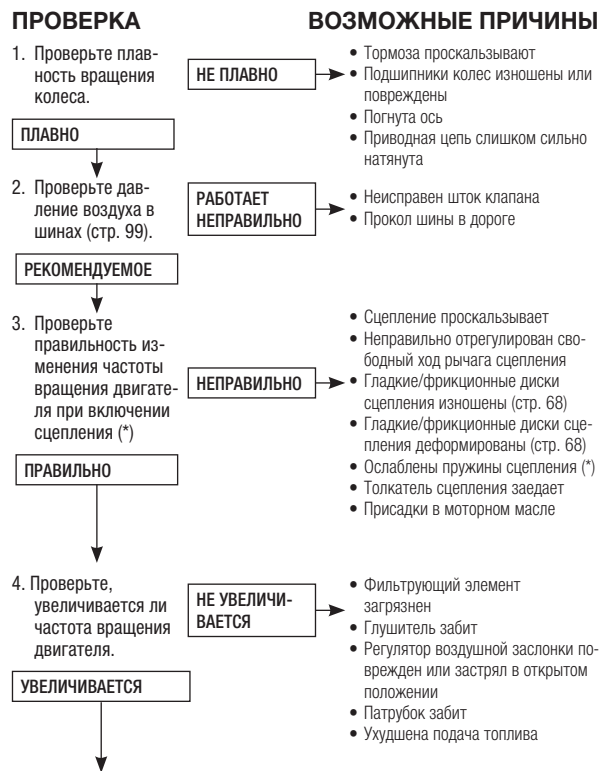 ПРОВЕРКА
ВОЗМОЖНЫЕ ПРИЧИНЫ
1. Проверьте плав-
ность вращения
колеса.
НЕ ПЛАВНО
• Тормоза проскальзывают
• Подшипники колес изношены или
повреждены
• Погнута ось
• Приводная цепь слишком сильно
натянута
ПЛАВНО
2. Проверьте дав-
ление воздуха в
шинах (стр. 99).
РАБОТАЕТ
НЕПРАВИЛЬНО
• Неисправен шток клапана
• Прокол шины в дороге
РЕКОМЕНДУЕМОЕ
3. Проверьте
правильность из-
менения частоты
вращения двигате-
ля при включении
сцепления (*)
НЕПРАВИЛЬНО
• Сцепление проскальзывает
• Неправильно отрегулирован сво-
бодный ход рычага сцепления
• Гладкие/фрикционные диски
сцепления изношены (стр. 68)
• Гладкие/фрикционные диски сце-
пления деформированы (стр. 68)
• Ослаблены пружины сцепления (*)
• Толкатель сцепления заедает
• Присадки в моторном масле
ПРАВИЛЬНО
4. Проверьте,
увеличивается ли
частота вращения
двигателя.
НЕ УВЕЛИЧИ-
ВАЕТСЯ
• Фильтрующий элемент
загрязнен
• Глушитель забит
• Регулятор воздушной заслонки по-
врежден или застрял в открытом
положении
• Патрубок забит
• Ухудшена подача топлива
УВЕЛИЧИВАЕТСЯ